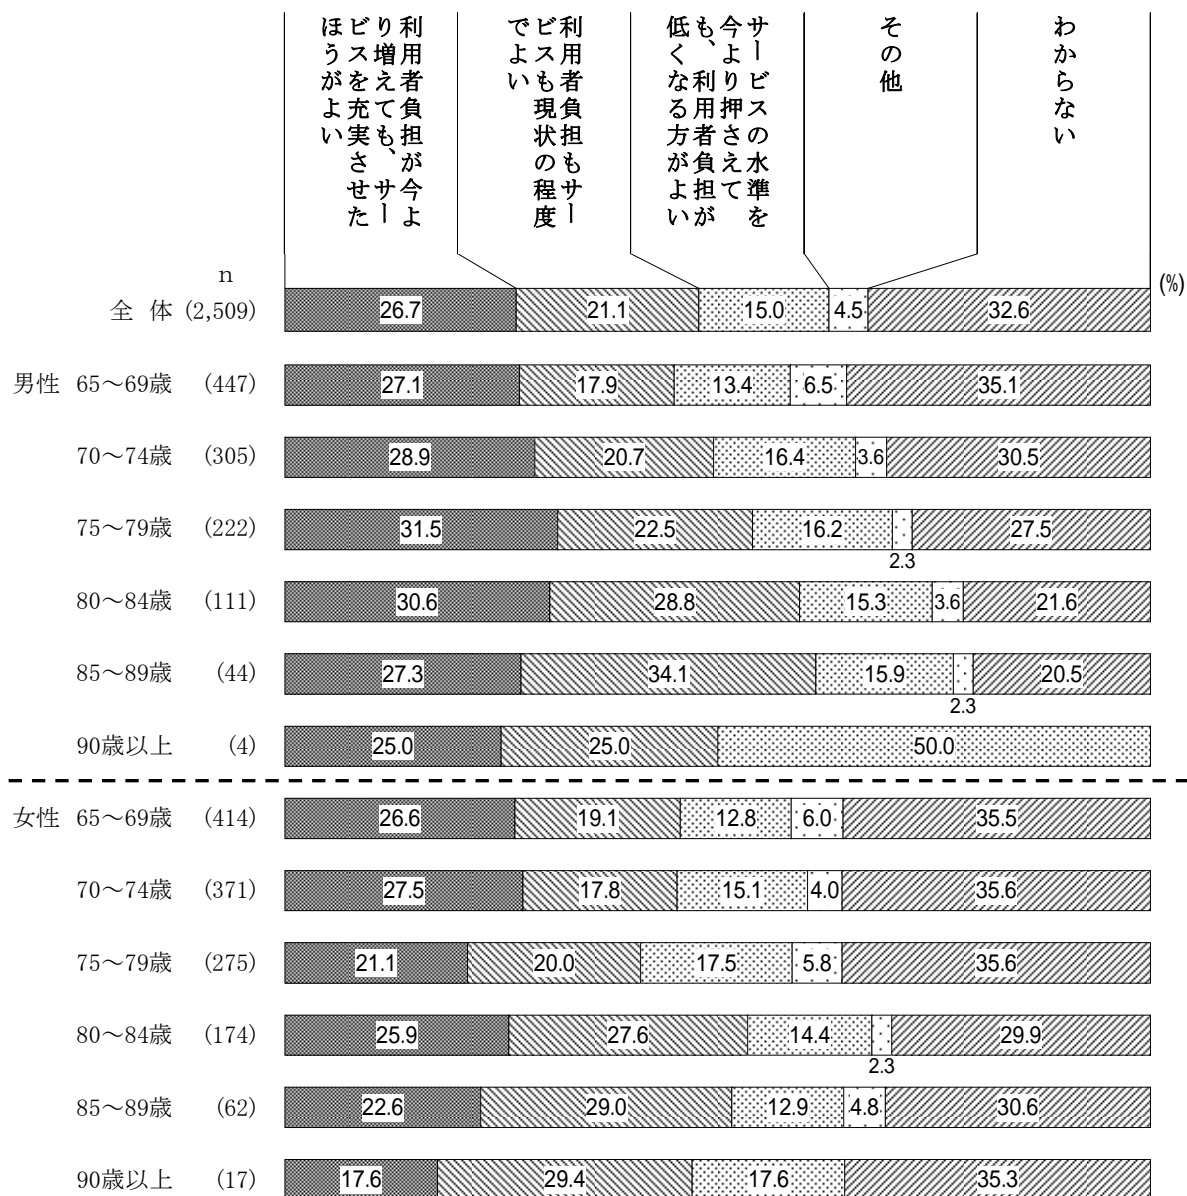 利用者負担が今よ
り増えても、サー
ビスを充実させた
ほうがよい
利用者負担もサー
ビスも現状の程度
でよい
サービスの水準を
今より押さえて
も、利用者負担が
低くなる方がよい
その他
わからない
(%)
n
全 体 (2,509) 26.7 21.1 15.0 4.5 32.6
男性 65～69歳 (447) 27.1 17.9 13.4 6.5 35.1
70～74歳 (305) 28.9 20.7 16.4 3.6 30.5
75～79歳 (222) 31.5 22.5 16.2 2.3 27.5
80～84歳 (111) 30.6 28.8 15.3 3.6 21.6
85～89歳 (44) 27.3 34.1 15.9 2.3 20.5
90歳以上 (4) 25.0 25.0 50.0
女性 65～69歳 (414) 26.6 19.1 12.8 6.0 35.5
70～74歳 (371) 27.5 17.8 15.1 4.0 35.6
75～79歳 (275) 21.1 20.0 17.5 5.8 35.6
80～84歳 (174) 25.9 27.6 14.4 2.3 29.9
85～89歳 (62) 22.6 29.0 12.9 4.8 30.6
90歳以上 (17) 17.6 29.4 17.6 35.3